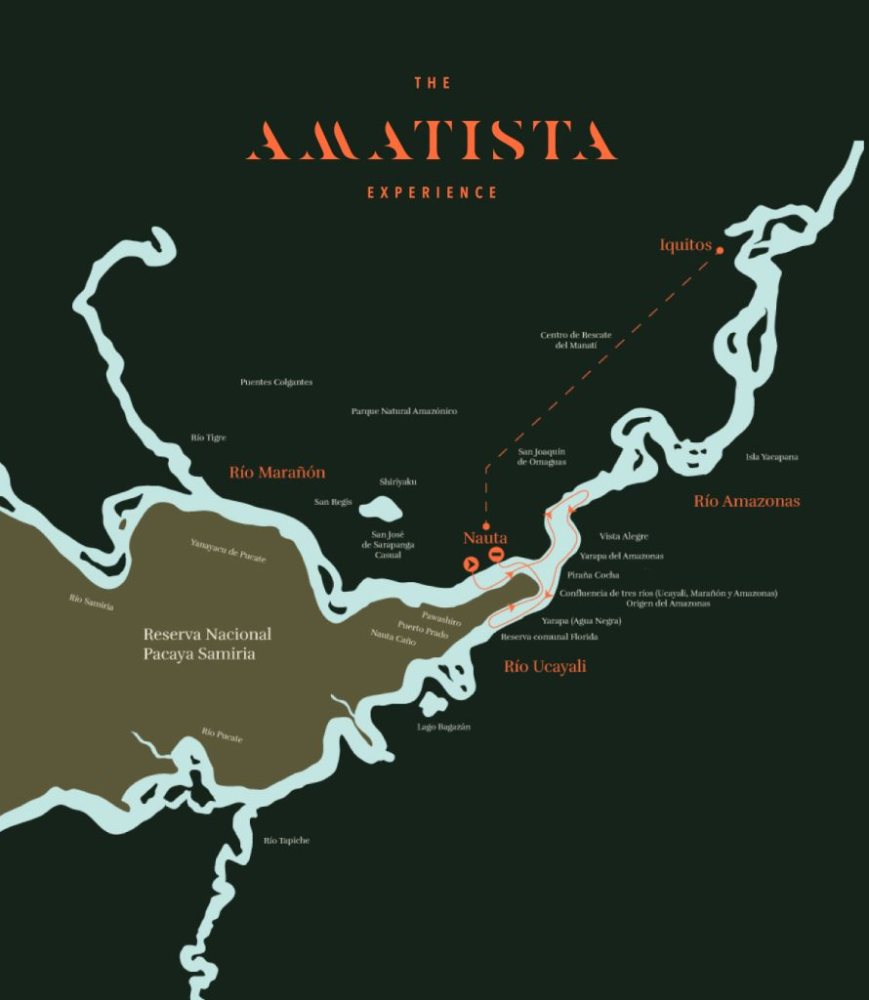 THE
AMATISTA
EXPERIENCE
Iquitos
Centro de Rescate
del Manatí
Puentes Colgantes
Parque Natural Amazónico
Río Tigre
San Joaquín
de Omaguas
Isla Yacapana
Río Marañón
Shiriyaku
San Regis
Río Amazonas
San José
de Sarapanga
Casual
Nauta
Vista Alegre
Yanayacu de Pucate
Yarapa del Amazonas
Piraña Cocha
Río Samiria
Confluencia de tres ríos (Ucayali, Marañón y Amazonas)
Origen del Amazonas
Pawashiro
Puerto Prado
Nauta Caño
Yarapa (Agua Negra)
Reserva comunal Florida
Reserva Nacional
Pacaya Samiria
Río Ucayali
Lago Bagazán
Río Pucate
Río Tapiche